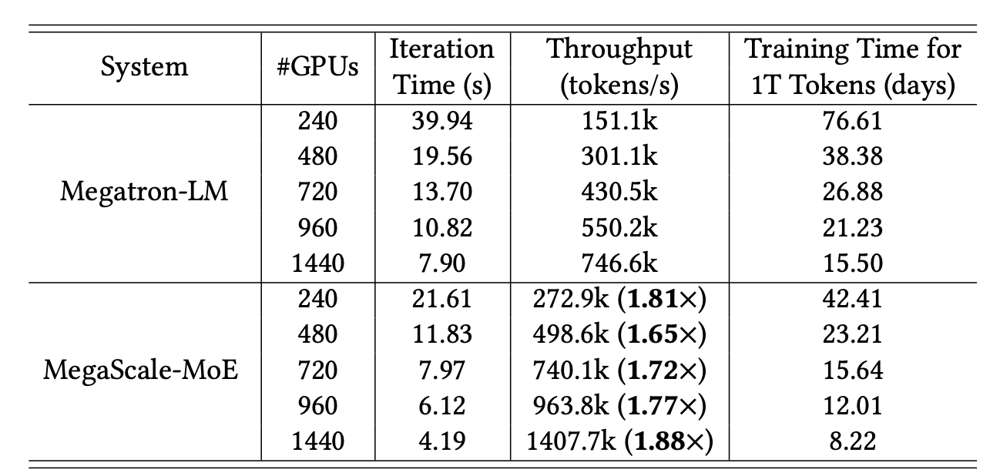 System #GPUs Iteration Time (s) Throughput (tokens/s) Training Time for 1T Tokens (days)
Megatron-LM
240 39.94 151.1k 76.61
480 19.56 301.1k 38.38
720 13.70 430.5k 26.88
960 10.82 550.2k 21.23
1440 7.90 746.6k 15.50
MegaScale-MoE
240 21.61 272.9k (1.81×) 42.41
480 11.83 498.6k (1.65×) 23.21
720 7.97 740.1k (1.72×) 15.64
960 6.12 963.8k (1.77×) 12.01
1440 4.19 1407.7k (1.88×) 8.22